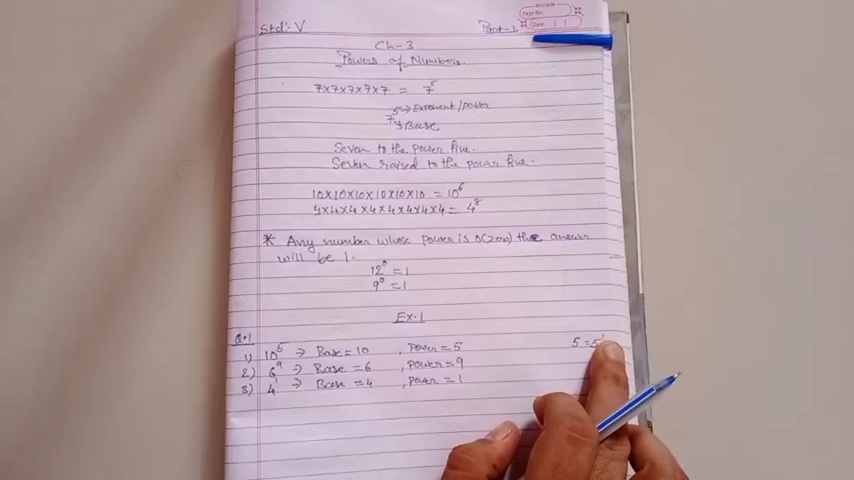 Std:- V
Part-1
Page No.
Date
Ch-3
Powers of Numbers.
7×7×7×7×7 = 7⁵
7⁵ → Exponent/power
→ Base
Seven to the power five.
Seven raised to the power five.
10×10×10×10×10×10 = 10⁶
4×4×4×4×4×4×4×4 = 4⁸
* Any number whose power is 0(zero) the answer
will be 1.
12⁰ = 1
9⁰ = 1
Ex.1
Q.1
1) 10⁵ → Base = 10 , Power = 5
2) 6⁹ → Base = 6 , Power = 9
3) 4¹ → Base = 4 , Power = 1
5 = 5¹